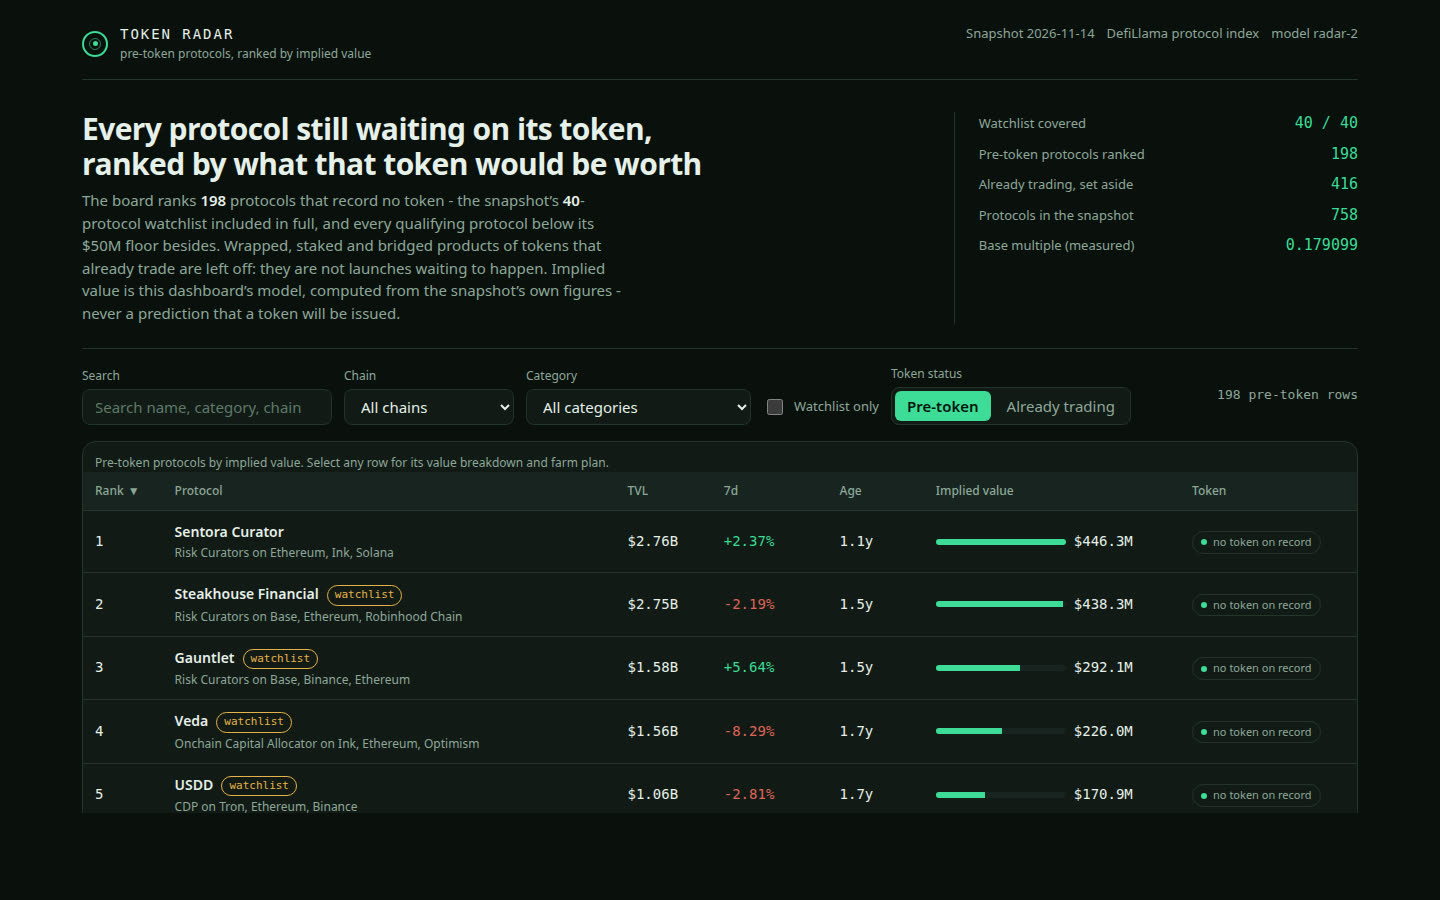 TOKEN RADAR
pre-token protocols, ranked by implied value
Snapshot 2026-11-14 DefiLlama protocol index model radar-2
Every protocol still waiting on its token,
ranked by what that token would be worth
The board ranks 198 protocols that record no token - the snapshot's 40-
protocol watchlist included in full, and every qualifying protocol below its
$50M floor besides. Wrapped, staked and bridged products of tokens that
already trade are left off: they are not launches waiting to happen. Implied
value is this dashboard's model, computed from the snapshot's own figures -
never a prediction that a token will be issued.
Watchlist covered 40 / 40
Pre-token protocols ranked 198
Already trading, set aside 416
Protocols in the snapshot 758
Base multiple (measured) 0.179099
Search
Search name, category, chain
Chain
All chains
Category
All categories
Watchlist only
Token status
Pre-token Already trading
198 pre-token rows
Pre-token protocols by implied value. Select any row for its value breakdown and farm plan.
Rank ▼ Protocol TVL 7d Age Implied value Token
1 Sentora Curator $2.76B +2.37% 1.1y $446.3M no token on record
Risk Curators on Ethereum, Ink, Solana
2 Steakhouse Financial watchlist $2.75B -2.19% 1.5y $438.3M no token on record
Risk Curators on Base, Ethereum, Robinhood Chain
3 Gauntlet watchlist $1.58B +5.64% 1.5y $292.1M no token on record
Risk Curators on Base, Binance, Ethereum
4 Veda watchlist $1.56B -8.29% 1.7y $226.0M no token on record
Onchain Capital Allocator on Ink, Ethereum, Optimism
5 USDD watchlist $1.06B -2.81% 1.7y $170.9M no token on record
CDP on Tron, Ethereum, Binance